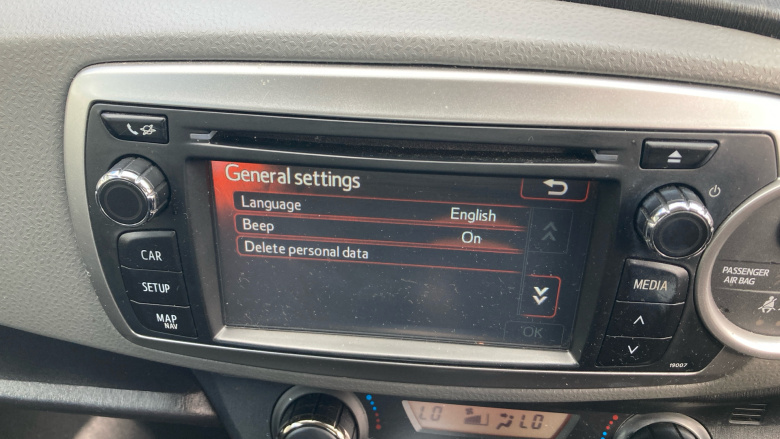 General settings
Language English
Beep On
Delete personal data
OK
CAR
SETUP
MAP
NAV
MEDIA
19007
PASSENGER
AIR BAG
LO LO